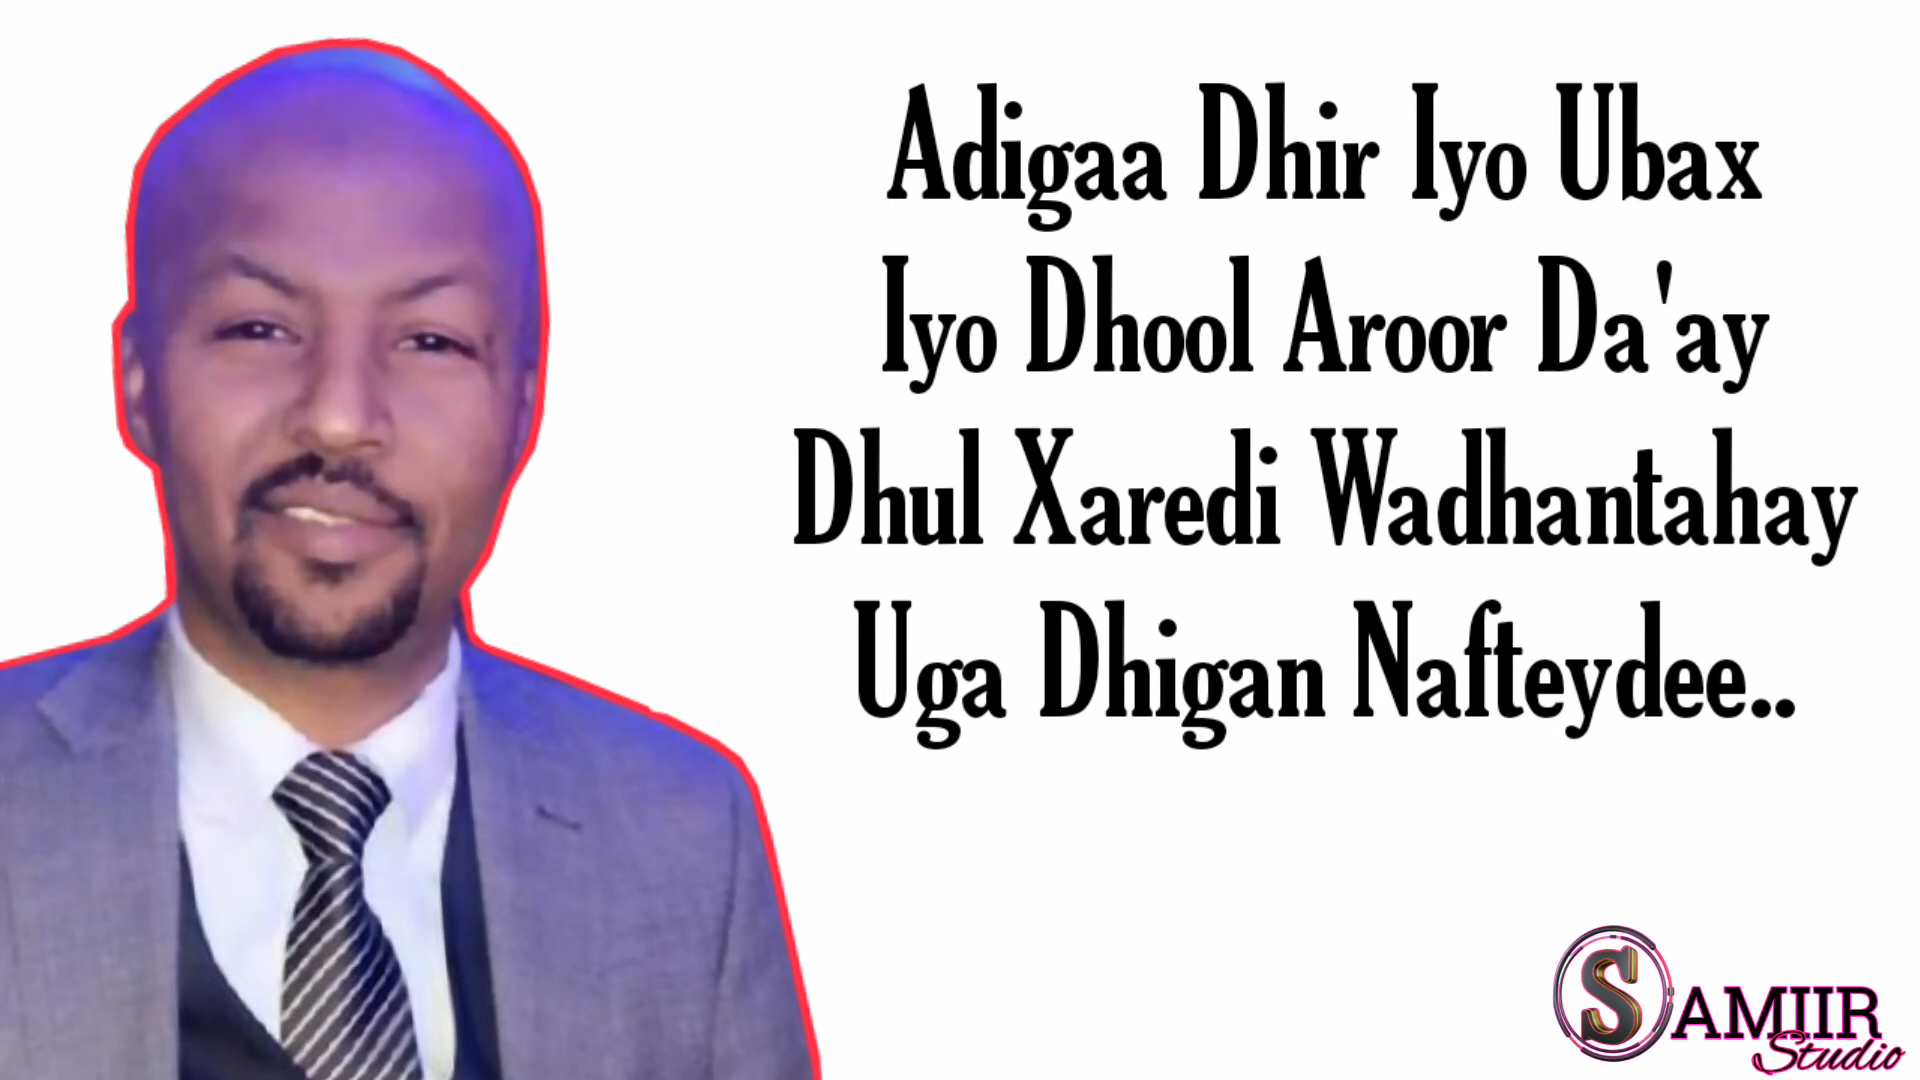 Adigaa Dhir Iyo Ubax
Iyo Dhool Aroor Da'ay
Dhul Xaredi Wadhantahay
Uga Dhigan Nafteydee..
SAMIIR
Studio